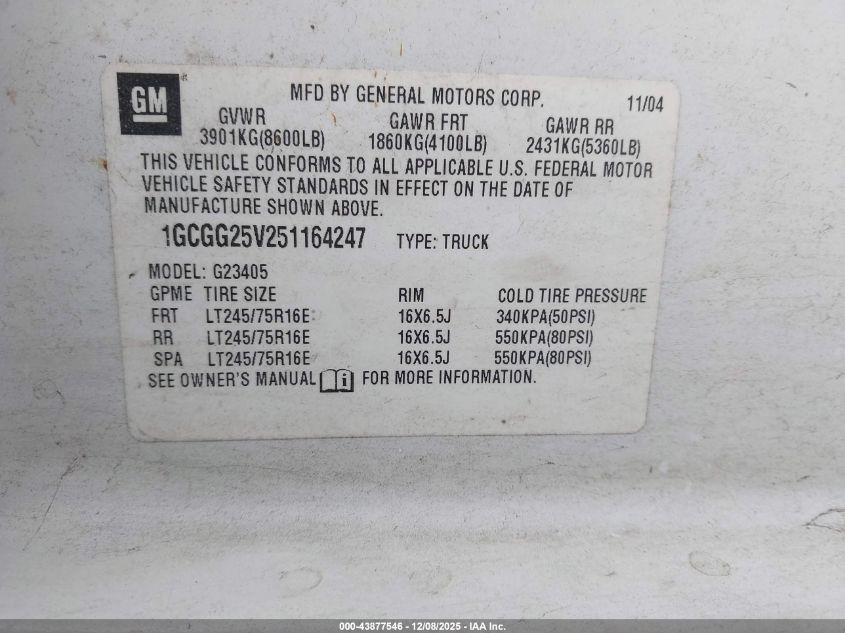 GM
MFD BY GENERAL MOTORS CORP. 11/04
GVWR GAWR FRT GAWR RR
3901KG(8600LB) 1860KG(4100LB) 2431KG(5360LB)
THIS VEHICLE CONFORMS TO ALL APPLICABLE U.S. FEDERAL MOTOR
VEHICLE SAFETY STANDARDS IN EFFECT ON THE DATE OF
MANUFACTURE SHOWN ABOVE.
1GCGG25V251164247 TYPE: TRUCK
MODEL: G23405
GPME TIRE SIZE RIM COLD TIRE PRESSURE
FRT LT245/75R16E 16X6.5J 340KPA(50PSI)
RR LT245/75R16E 16X6.5J 550KPA(80PSI)
SPA LT245/75R16E 16X6.5J 550KPA(80PSI)
SEE OWNER'S MANUAL i FOR MORE INFORMATION.
000-43877546 - 12/08/2025 - IAA Inc.